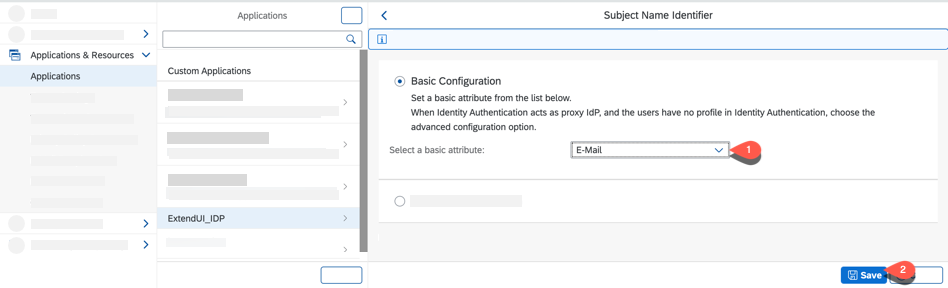 Applications & Resources
Applications
Applications
Custom Applications
ExtendUI_IDP
Subject Name Identifier
Basic Configuration
Set a basic attribute from the list below.
When Identity Authentication acts as proxy IdP, and the users have no profile in Identity Authentication, choose the
advanced configuration option.
Select a basic attribute:
E-Mail
1
Save
2